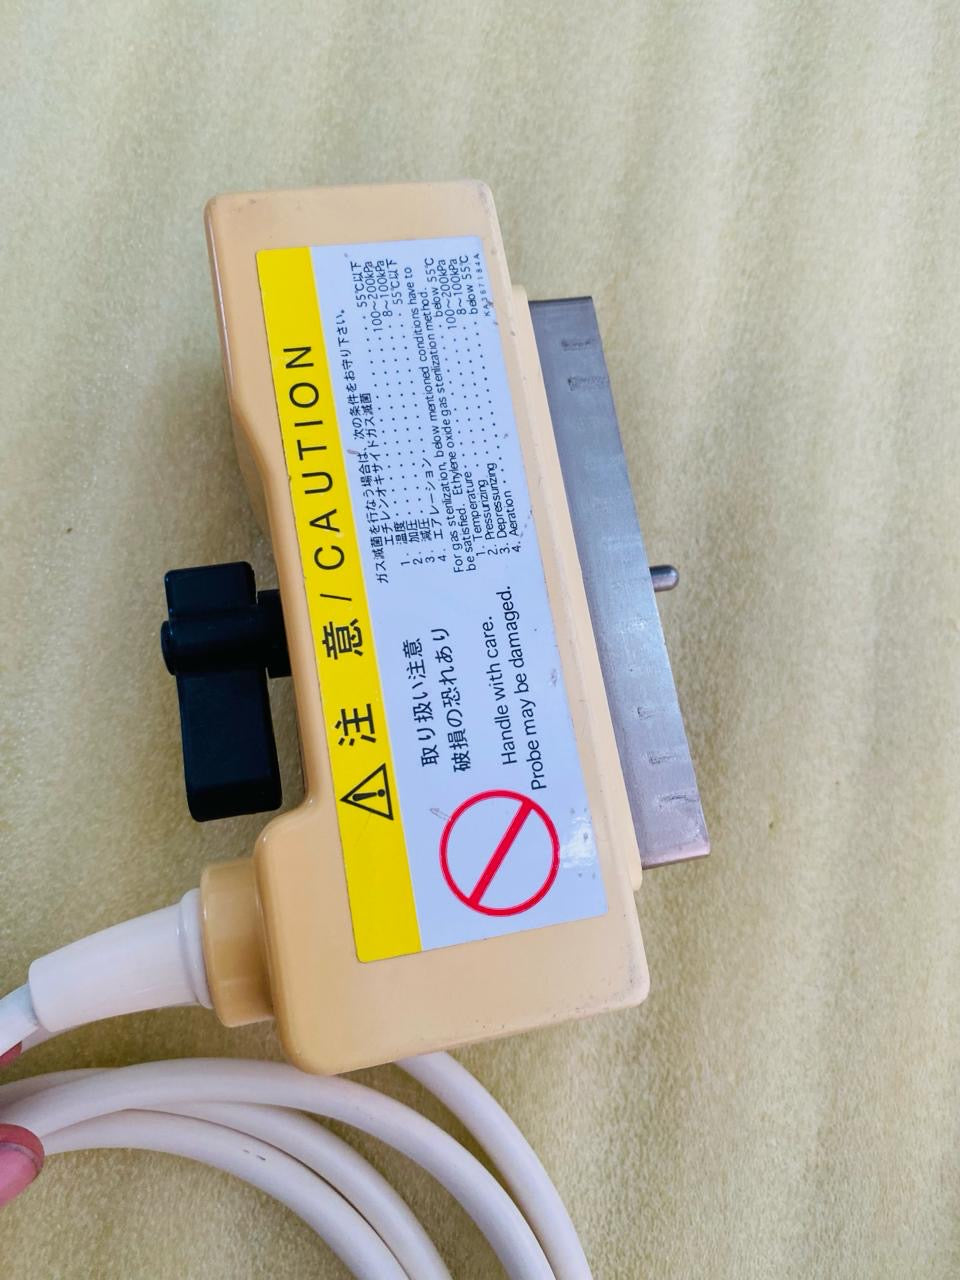 注 意 / CAUTION
ガス滅菌を行なう場合は、次の条件をお守り下さい。
エチレンオキサイドガス滅菌
1. 温度 55℃以下
2. 加圧 100~200kPa
3. 減圧 8~100kPa
4. エアレーション 55℃以下
For gas sterilization, below mentioned conditions have to
be satisfied. Ethylene oxide gas sterilization method.
1. Temperature below 55℃
2. Pressurizing 100~200kPa
3. Depressurizing 8~100kPa
4. Aeration below 55℃
KA367184A
取り扱い注意
破損の恐れあり
Handle with care.
Probe may be damaged.